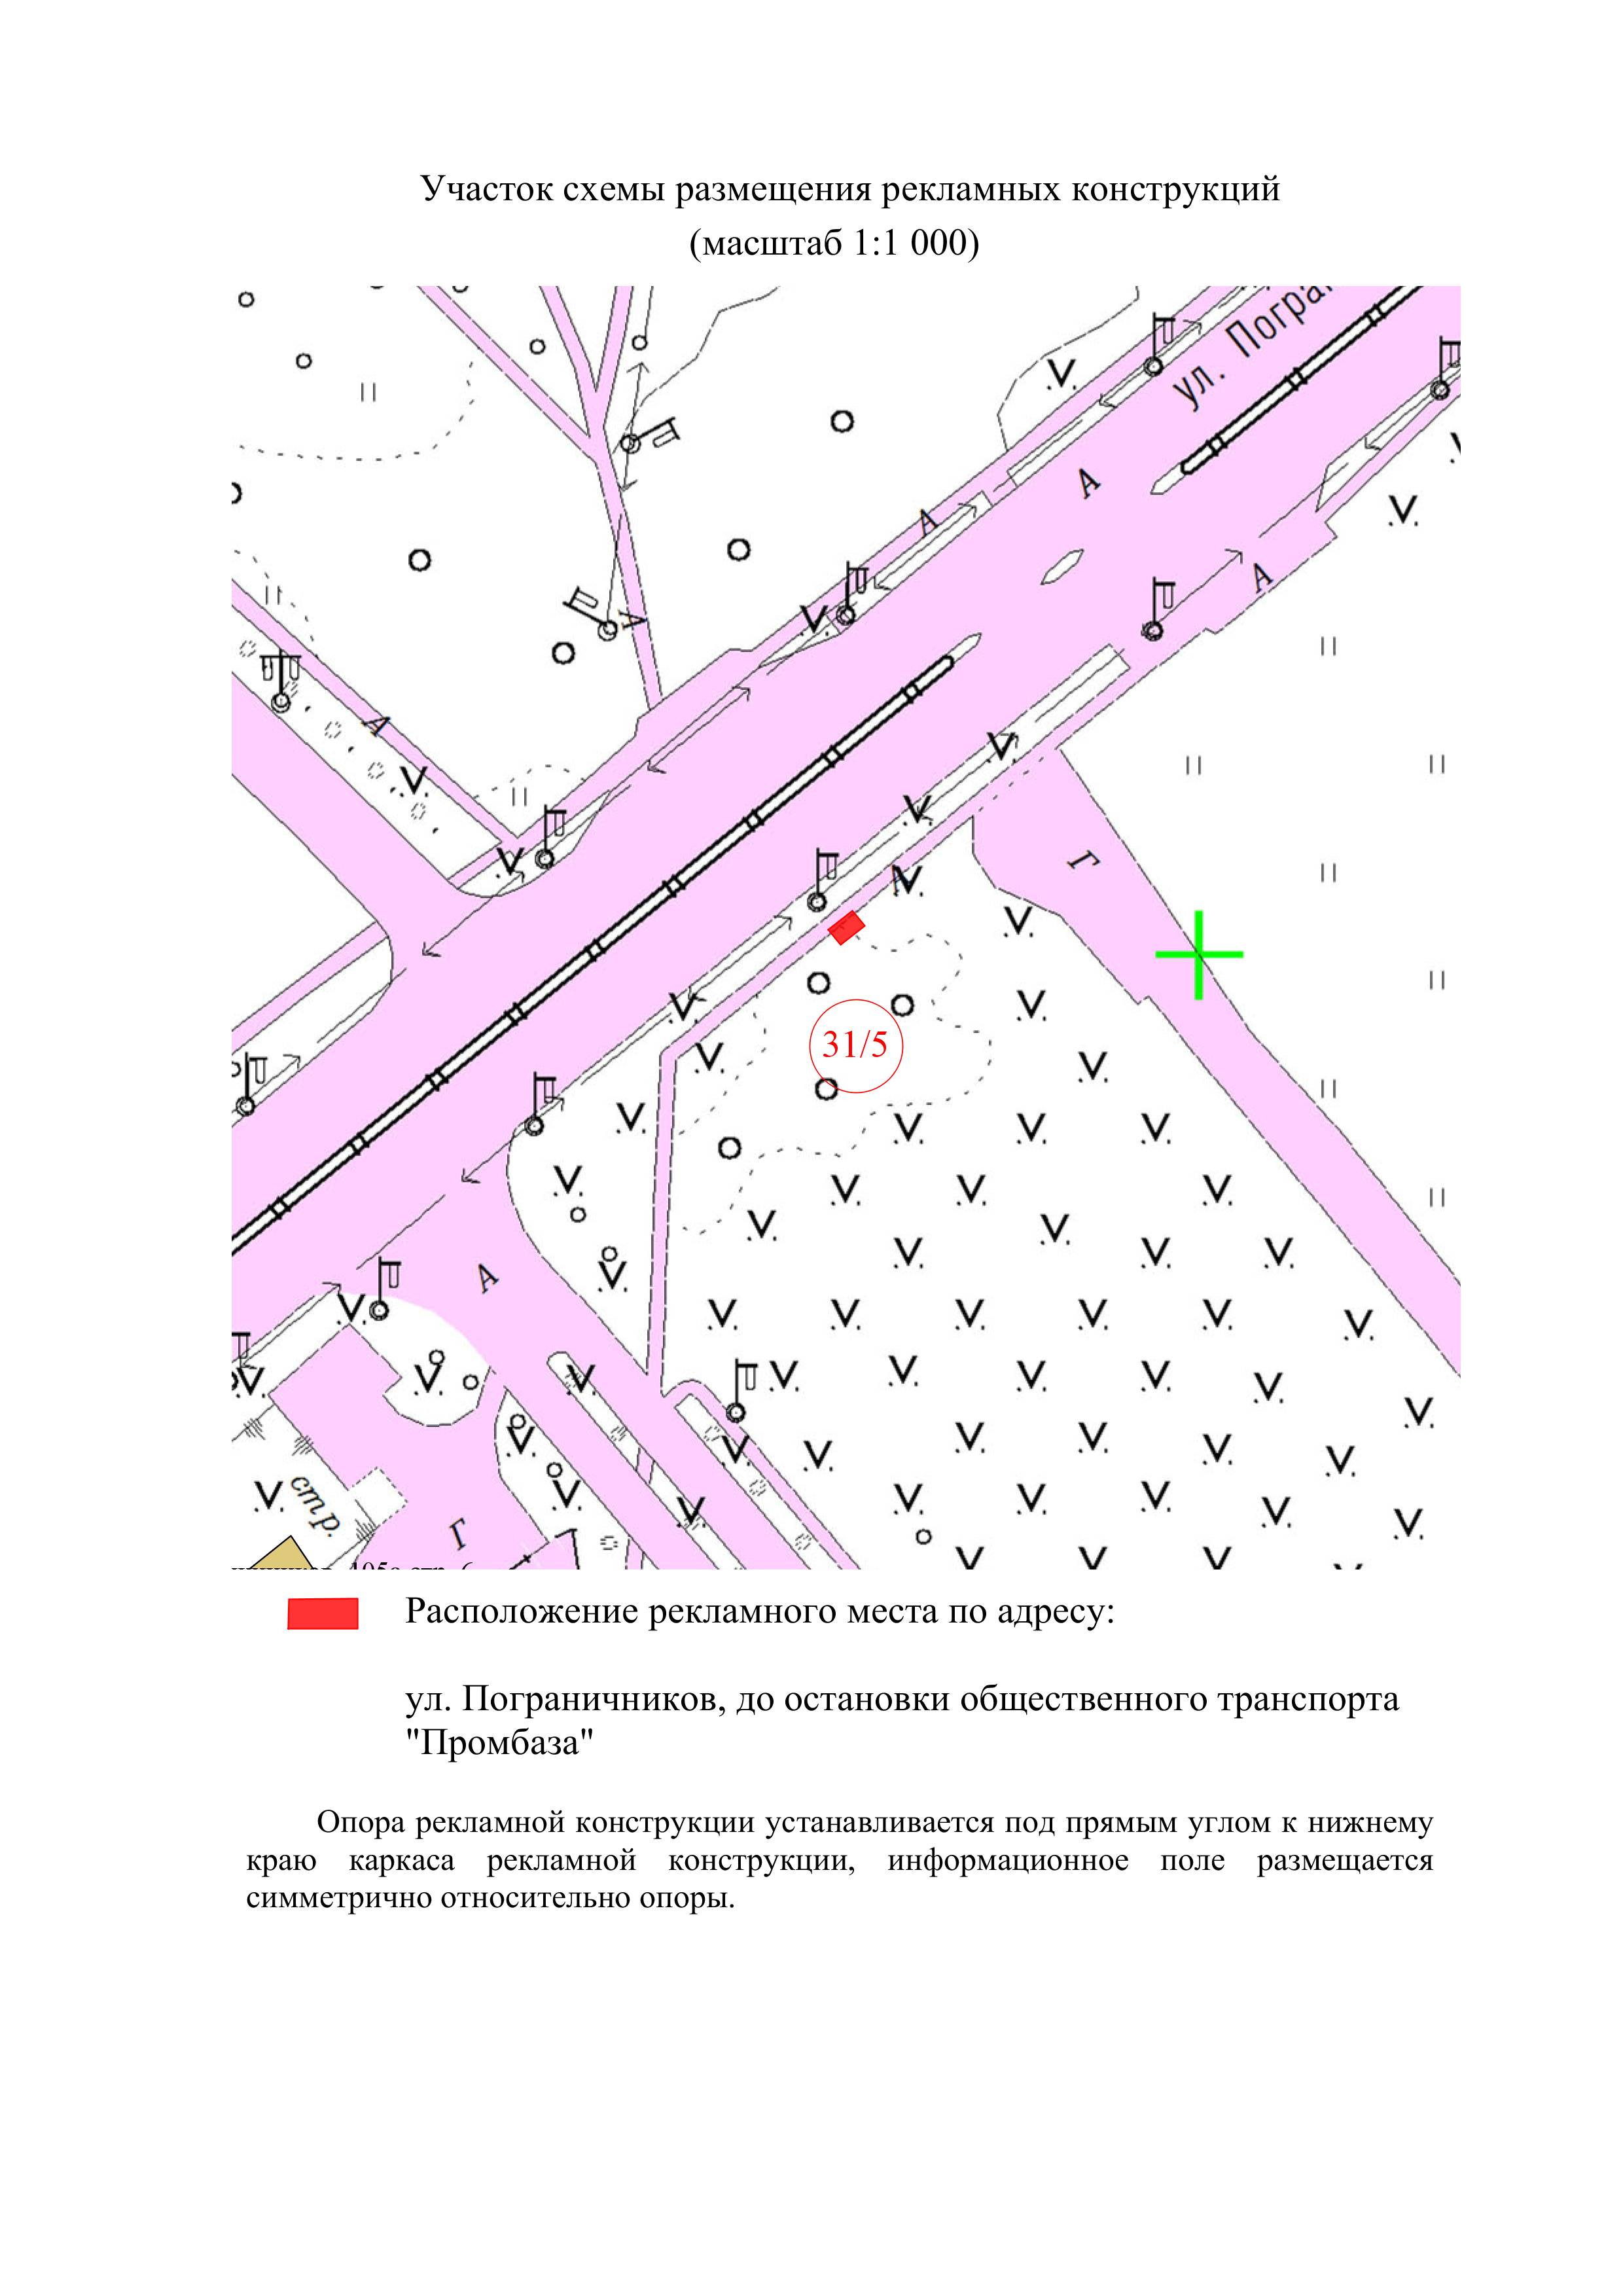 Участок схемы размещения рекламных конструкций
(масштаб 1:1 000)
ул.
А
А
А
А
А
Г
31/5
А
стр.
Г
Расположение рекламного места по адресу:
ул. Пограничников, до остановки общественного транспорта
"Промбаза"
Опора рекламной конструкции устанавливается под прямым углом к нижнему
краю каркаса рекламной конструкции, информационное поле размещается
симметрично относительно опоры.